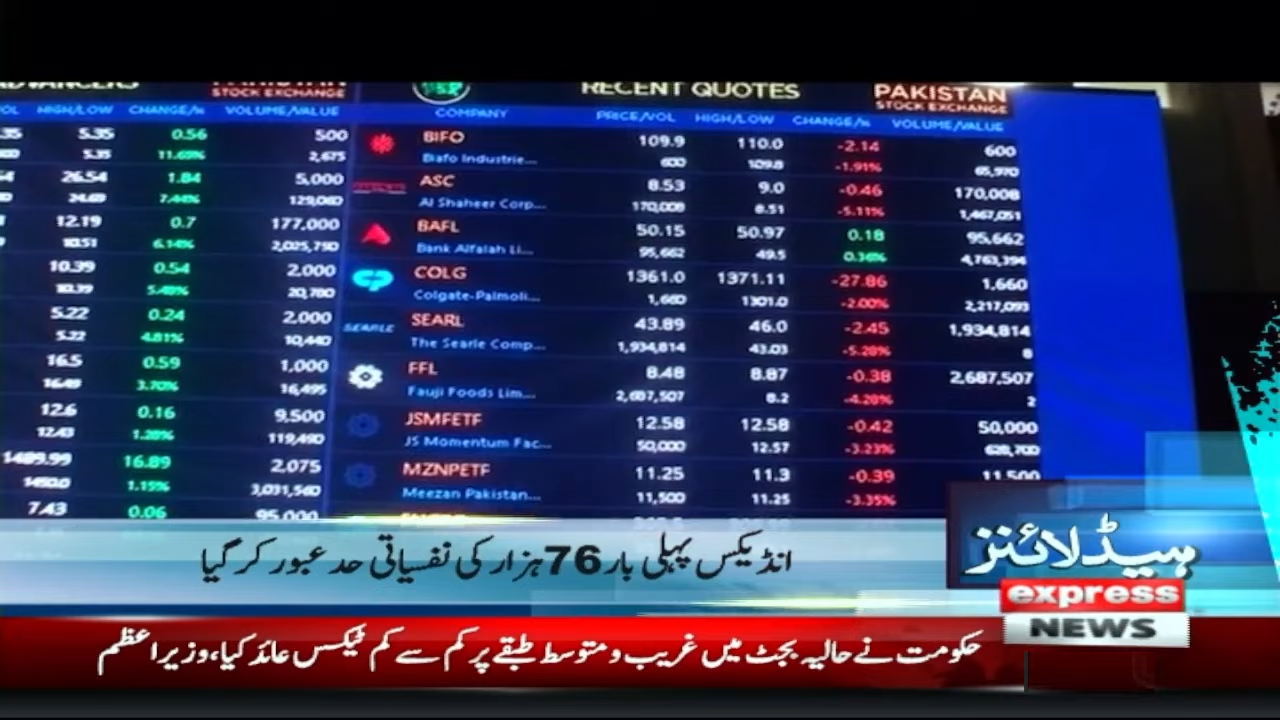 ADVANCERS
PAKISTAN
STOCK EXCHANGE
HIGH/LOW CHANGE/% VOLUME/VALUE
5.35 0.56 500
5.35 11.69% 2,675
26.54 1.84 5,000
24.69 7.44% 129,060
12.19 0.7 177,000
10.51 6.14% 2,025,790
10.39 0.54 2,000
10.39 5.48% 20,780
5.22 0.24 2,000
5.22 4.81% 10,440
16.5 0.59 1,000
16.49 3.70% 16,495
12.6 0.16 9,500
12.43 1.28% 119,490
1489.99 16.89 2,075
1450.0 1.15% 3,031,560
7.43 0.06 95,000
RECENT QUOTES
PAKISTAN
STOCK EXCHANGE
COMPANY PRICE/VOL HIGH/LOW CHANGE/% VOLUME/VALUE
BIFO 109.9 110.0 -2.14 600
Biafo Industrie... 600 109.8 -1.91% 65,970
ASC 8.53 9.0 -0.46 170,008
Al Shaheer Corp... 170,008 8.51 -5.11% 1,467,051
BAFL 50.15 50.97 0.18 95,662
Bank Alfalah Li... 95,662 49.5 0.36% 4,763,394
COLG 1361.0 1371.11 -27.86 1,660
Colgate-Palmoli... 1,660 1301.0 -2.00% 2,217,093
SEARLE
SEARL 43.89 46.0 -2.45 1,934,814
The Searle Comp... 1,934,814 43.03 -5.28% 8
FFL 8.48 8.87 -0.38 2,687,507
Fauji Foods Lim... 2,687,507 8.2 -4.28% 2
JSMFETF 12.58 12.58 -0.42 50,000
JS Momentum Fac... 50,000 12.57 -3.23% 628,700
MZNPETF 11.25 11.3 -0.39 11,500
Meezan Pakistan... 11,500 11.25 -3.35%
انڈیکس پہلی بار 76 ہزار کی نفسیاتی حد عبور کر گیا
ہیڈلائنز
express
NEWS
حکومت نے حالیہ بجٹ میں غریب و متوسط طبقے پر کم سے کم ٹیکس عائد کیا، وزیراعظم